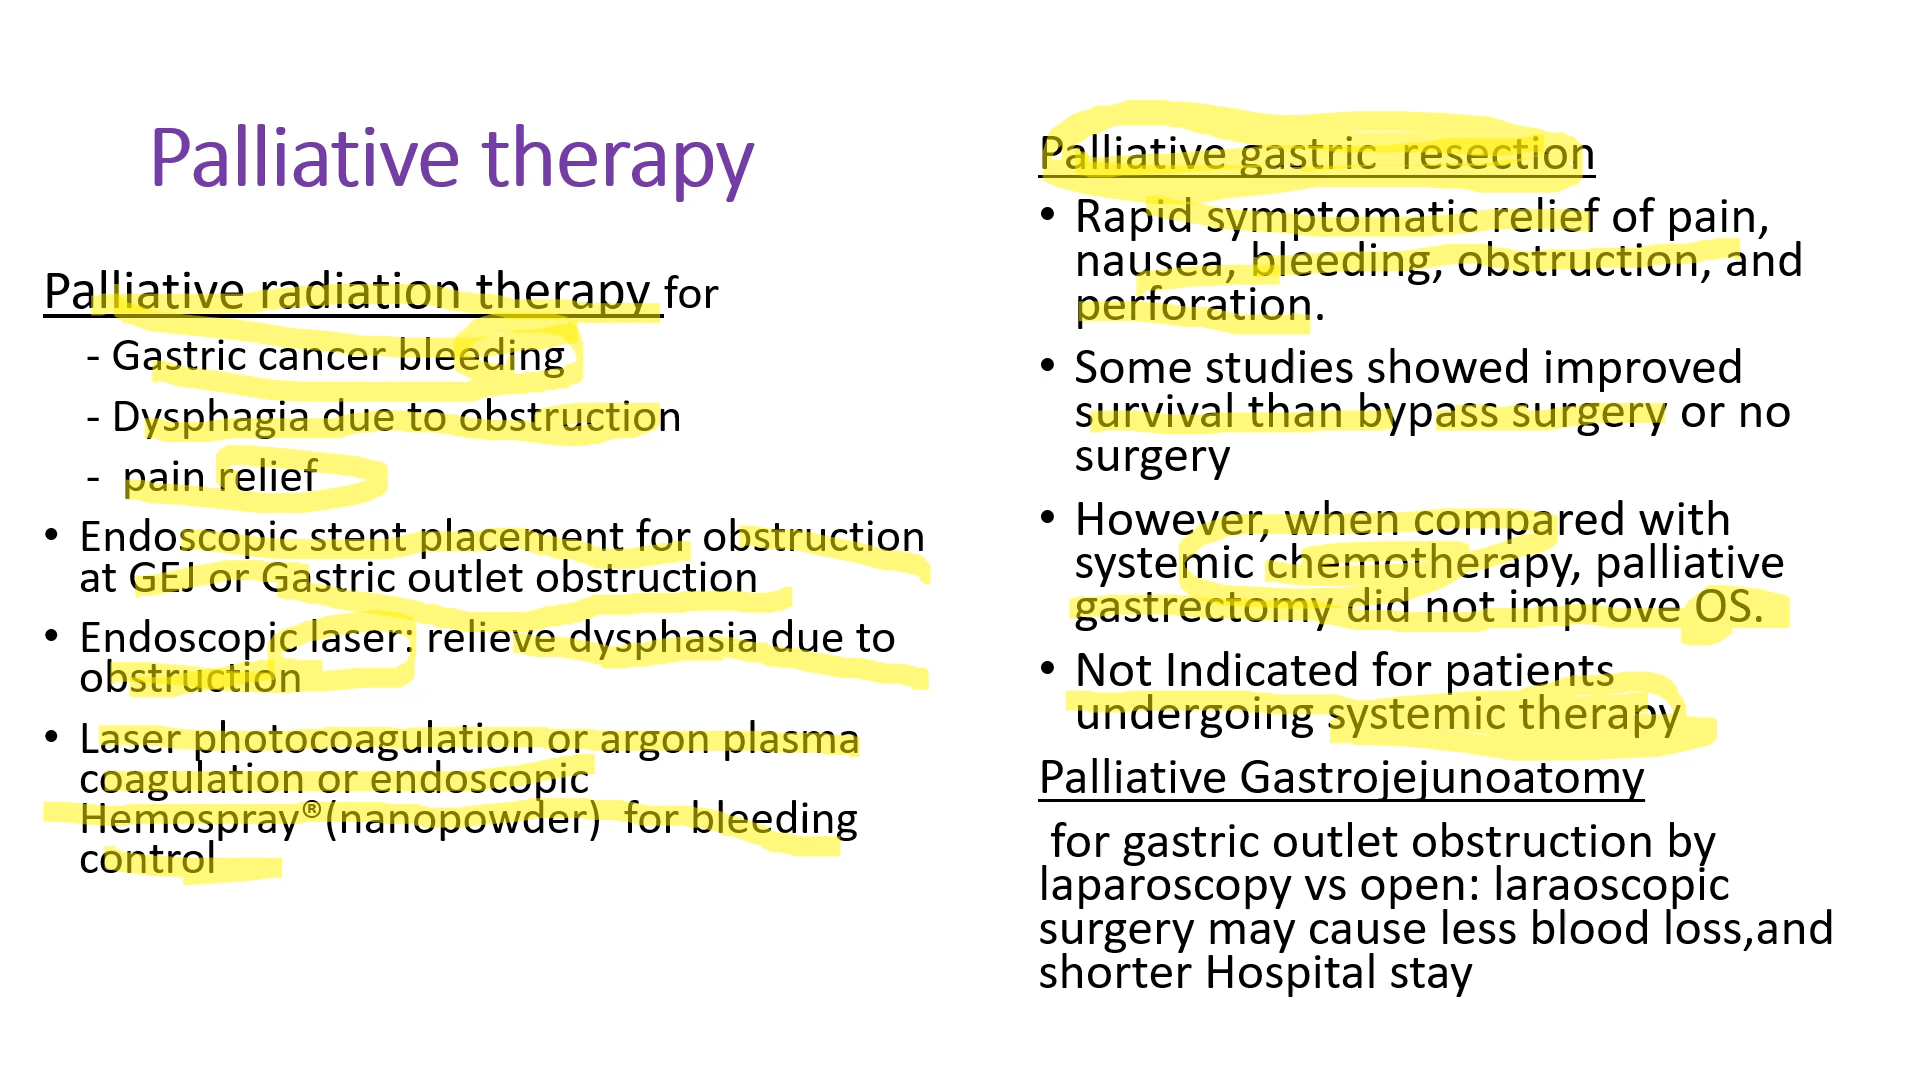 Palliative therapy
Palliative radiation therapy for
- Gastric cancer bleeding
- Dysphagia due to obstruction
- pain relief
• Endoscopic stent placement for obstruction
at GEJ or Gastric outlet obstruction
• Endoscopic laser: relieve dysphasia due to
obstruction
• Laser photocoagulation or argon plasma
coagulation or endoscopic
Hemospray®(nanopowder) for bleeding
control
Palliative gastric resection
• Rapid symptomatic relief of pain,
nausea, bleeding, obstruction, and
perforation.
• Some studies showed improved
survival than bypass surgery or no
surgery
• However, when compared with
systemic chemotherapy, palliative
gastrectomy did not improve OS.
• Not Indicated for patients
undergoing systemic therapy
Palliative Gastrojejunoatomy
for gastric outlet obstruction by
laparoscopy vs open: laraoscopic
surgery may cause less blood loss,and
shorter Hospital stay